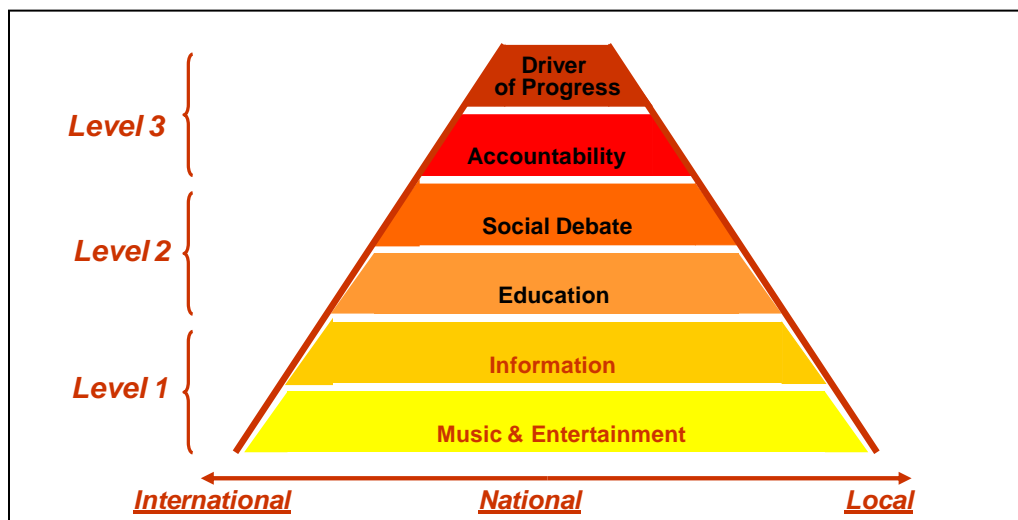 Driver
of Progress
Level 3
Accountability
Social Debate
Level 2
Education
Information
Level 1
Music & Entertainment
International National Local